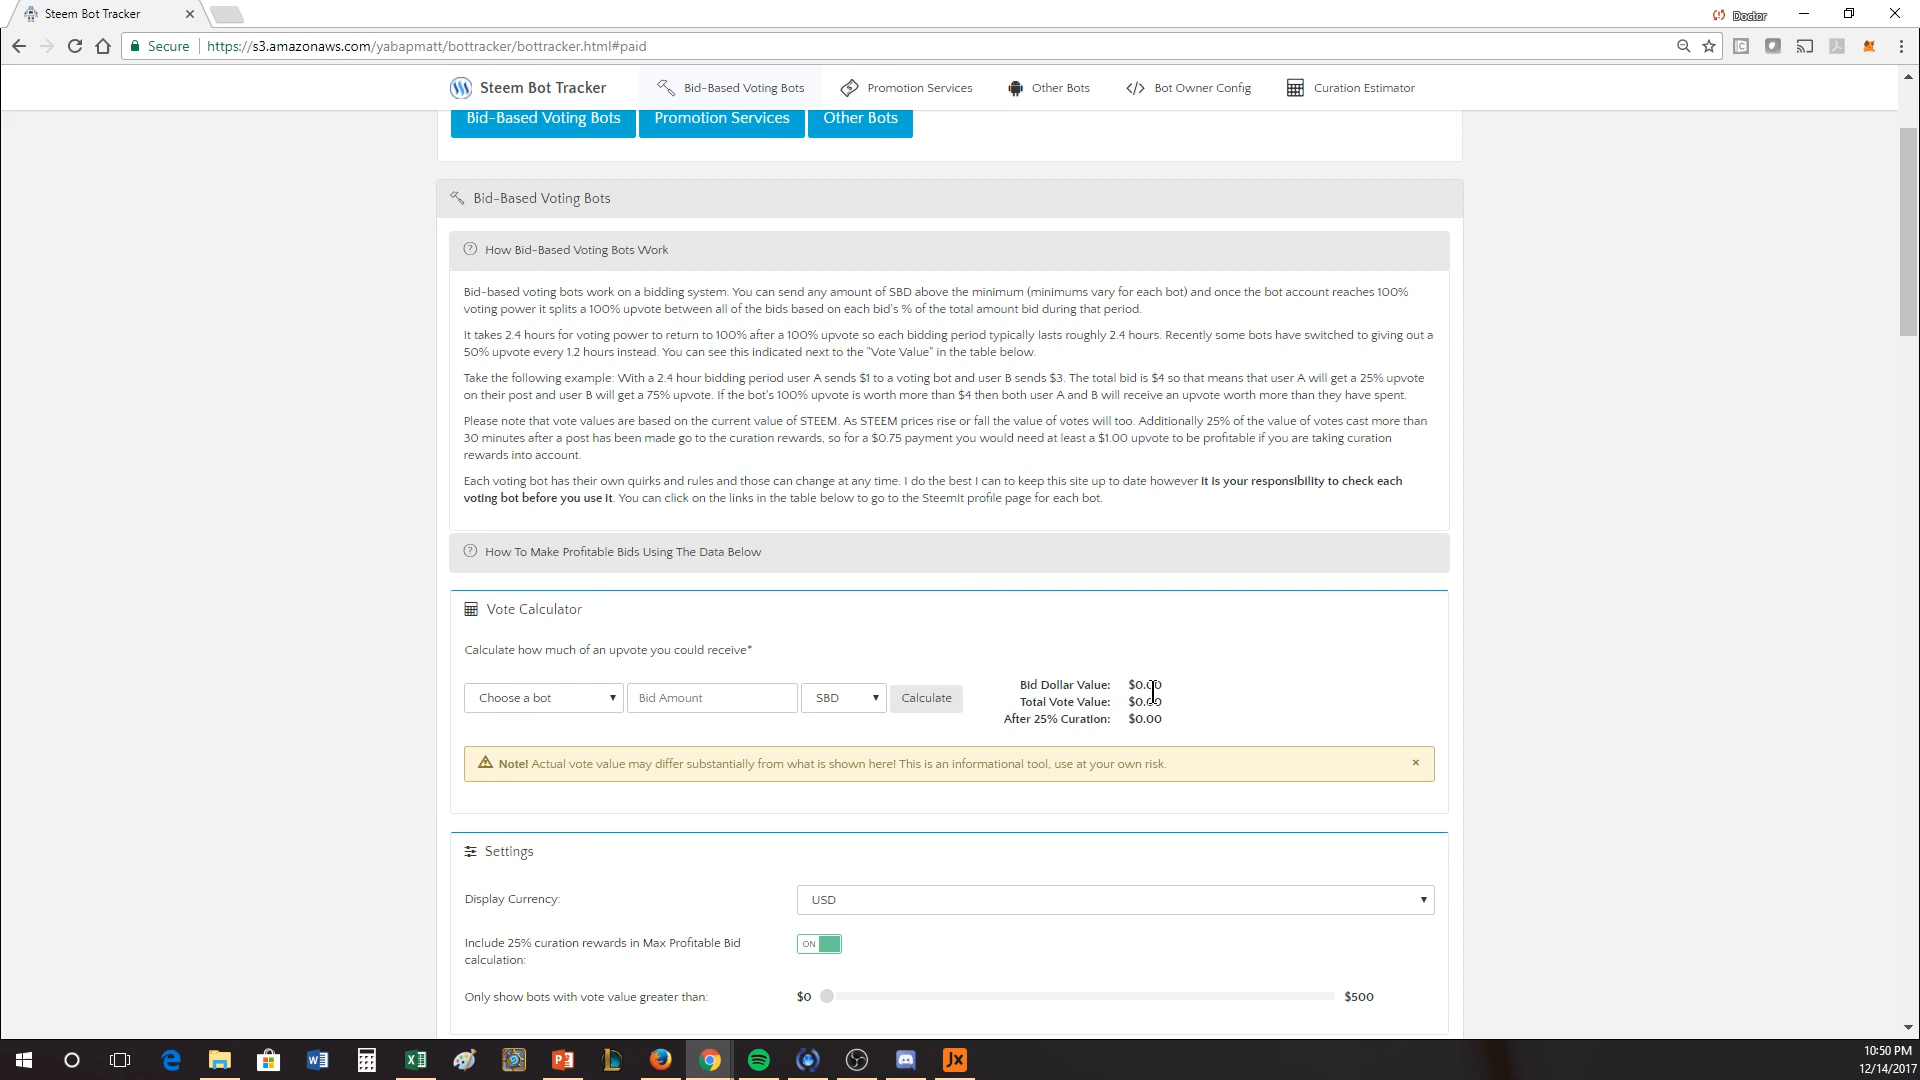 Steem Bot Tracker
Doctor
Secure
https://s3.amazonaws.com/yabapmatt/bottracker/bottracker.html#paid
Steem Bot Tracker
Bid-Based Voting Bots
Promotion Services
Other Bots
Bot Owner Config
Curation Estimator
Bid-Based Voting Bots
Promotion Services
Other Bots
Bid-Based Voting Bots
How Bid-Based Voting Bots Work
Bid-based voting bots work on a bidding system. You can send any amount of SBD above the minimum (minimums vary for each bot) and once the bot account reaches 100%
voting power it splits a 100% upvote between all of the bids based on each bid's % of the total amount bid during that period.
It takes 2.4 hours for voting power to return to 100% after a 100% upvote so each bidding period typically lasts roughly 2.4 hours. Recently some bots have switched to giving out a
50% upvote every 1.2 hours instead. You can see this indicated next to the "Vote Value" in the table below.
Take the following example: With a 2.4 hour bidding period user A sends $1 to a voting bot and user B sends $3. The total bid is $4 so that means that user A will get a 25% upvote
on their post and user B will get a 75% upvote. If the bot's 100% upvote is worth more than $4 then both user A and B will receive an upvote worth more than they have spent.
Please note that vote values are based on the current value of STEEM. As STEEM prices rise or fall the value of votes will too. Additionally 25% of the value of votes cast more than
30 minutes after a post has been made go to the curation rewards, so for a $0.75 payment you would need at least a $1.00 upvote to be profitable if you are taking curation
rewards into account.
Each voting bot has their own quirks and rules and those can change at any time. I do the best I can to keep this site up to date however it is your responsibility to check each
voting bot before you use it. You can click on the links in the table below to go to the Steemit profile page for each bot.
How To Make Profitable Bids Using The Data Below
Vote Calculator
Calculate how much of an upvote you could receive*
Choose a bot
Bid Amount
SBD
Calculate
Bid Dollar Value: $0.00
Total Vote Value: $0.00
After 25% Curation: $0.00
Note! Actual vote value may differ substantially from what is shown here! This is an informational tool, use at your own risk.
×
Settings
Display Currency:
USD
Include 25% curation rewards in Max Profitable Bid
calculation:
ON
Only show bots with vote value greater than:
$0
$500
10:50 PM
12/14/2017